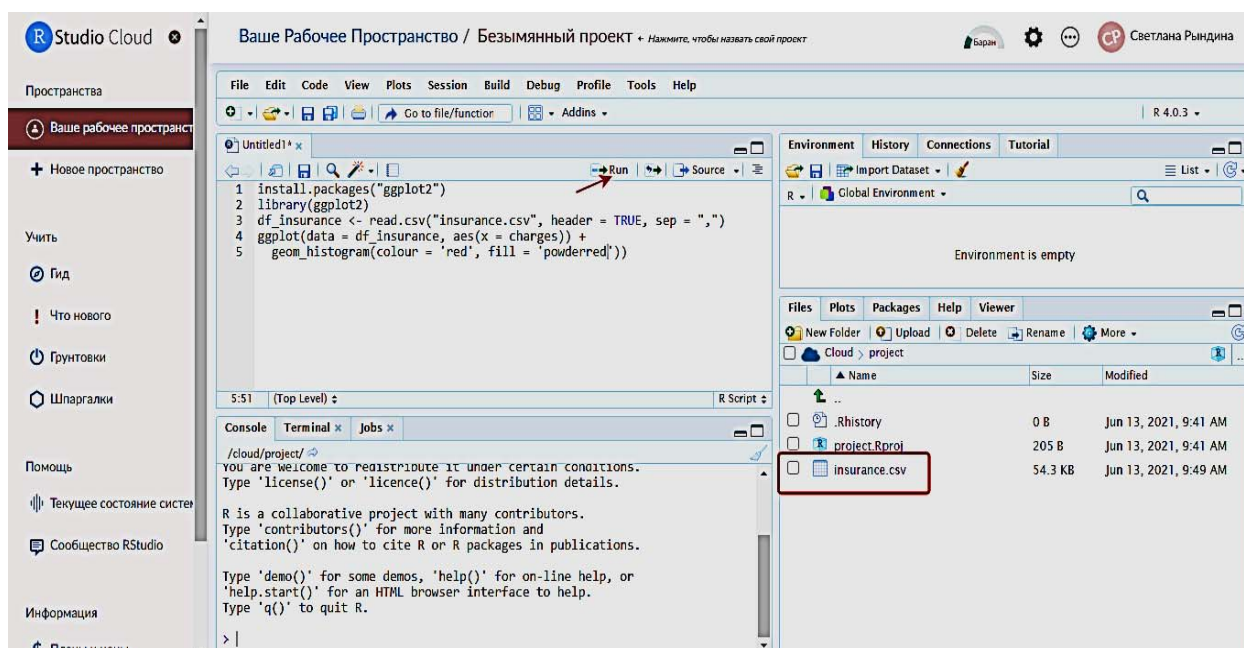 R Studio Cloud
Ваше Рабочее Пространство / Безымянный проект ← Нажмите, чтобы назвать свой проект
Баран
СР Светлана Рындина
Пространства
Ваше рабочее пространст
Новое пространство
Учить
Гид
Что нового
Грунтовки
Шпаргалки
Помощь
Текущее состояние систем
Сообщество RStudio
Информация
File Edit Code View Plots Session Build Debug Profile Tools Help
Go to file/function Addins
R 4.0.3
Untitled1* x
Run Source
1 install.packages("ggplot2")
2 library(ggplot2)
3 df_insurance <- read.csv("insurance.csv", header = TRUE, sep = ",")
4 ggplot(data = df_insurance, aes(x = charges)) +
5 geom_histogram(colour = 'red', fill = 'powderred'))
5:51 (Top Level) R Script
Console Terminal x Jobs x
/cloud/project/
You are welcome to redistribute it under certain conditions.
Type 'license()' or 'licence()' for distribution details.
R is a collaborative project with many contributors.
Type 'contributors()' for more information and
'citation()' on how to cite R or R packages in publications.
Type 'demo()' for some demos, 'help()' for on-line help, or
'help.start()' for an HTML browser interface to help.
Type 'q()' to quit R.
>
Environment History Connections Tutorial
Import Dataset List
R Global Environment
Environment is empty
Files Plots Packages Help Viewer
New Folder Upload Delete Rename More
Cloud > project
▲ Name Size Modified
..
.Rhistory 0 B Jun 13, 2021, 9:41 AM
project.Rproj 205 B Jun 13, 2021, 9:41 AM
insurance.csv 54.3 KB Jun 13, 2021, 9:49 AM